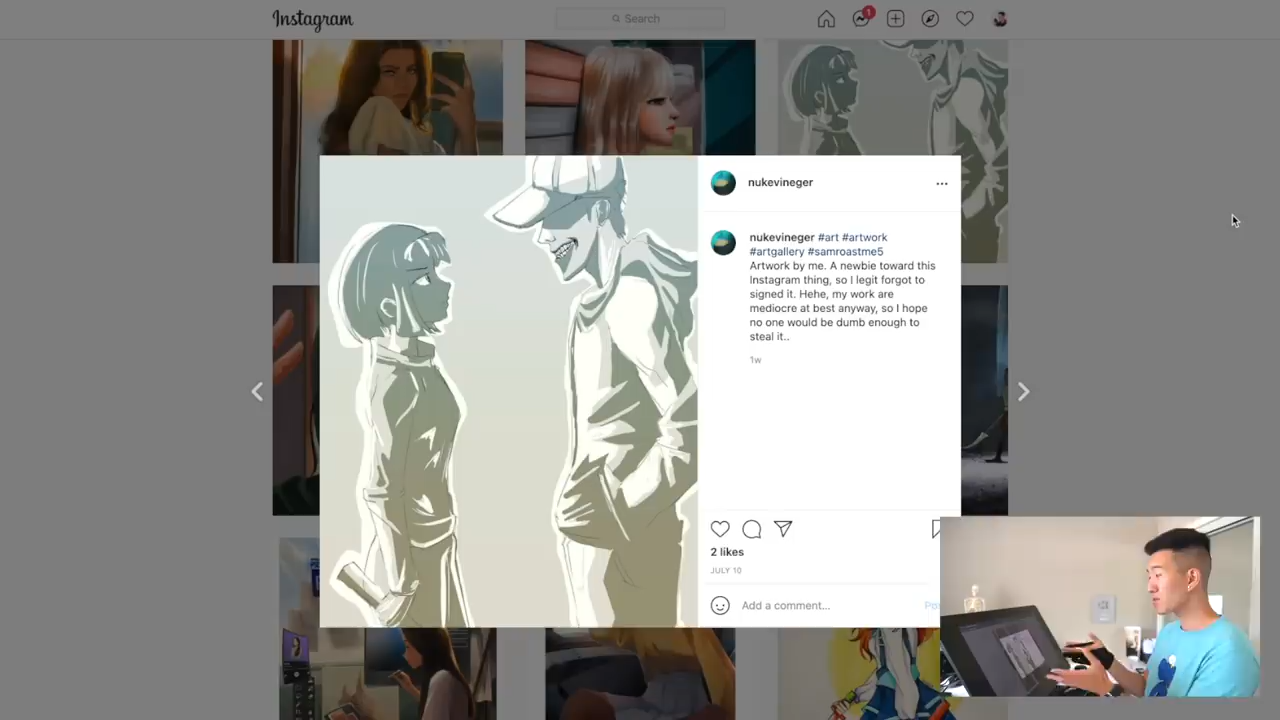 Instagram
Search
1
nukevineger
...
nukevineger #art #artwork
#artgallery #samroastme5
Artwork by me. A newbie toward this
Instagram thing, so I legit forgot to
signed it. Hehe, my work are
mediocre at best anyway, so I hope
no one would be dumb enough to
steal it..
1w
2 likes
JULY 10
Add a comment...
Po